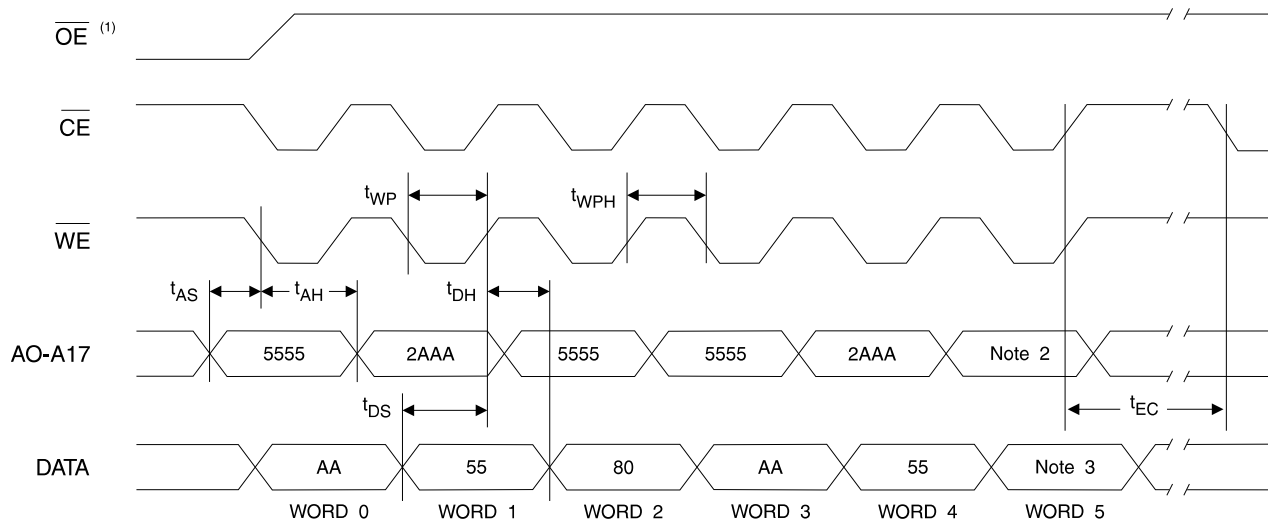 OE (1)
CE
tWP
tWPH
WE
tAS
tAH
tDH
AO-A17
5555
2AAA
5555
5555
2AAA
Note 2
tDS
tEC
DATA
AA
55
80
AA
55
Note 3
WORD 0
WORD 1
WORD 2
WORD 3
WORD 4
WORD 5